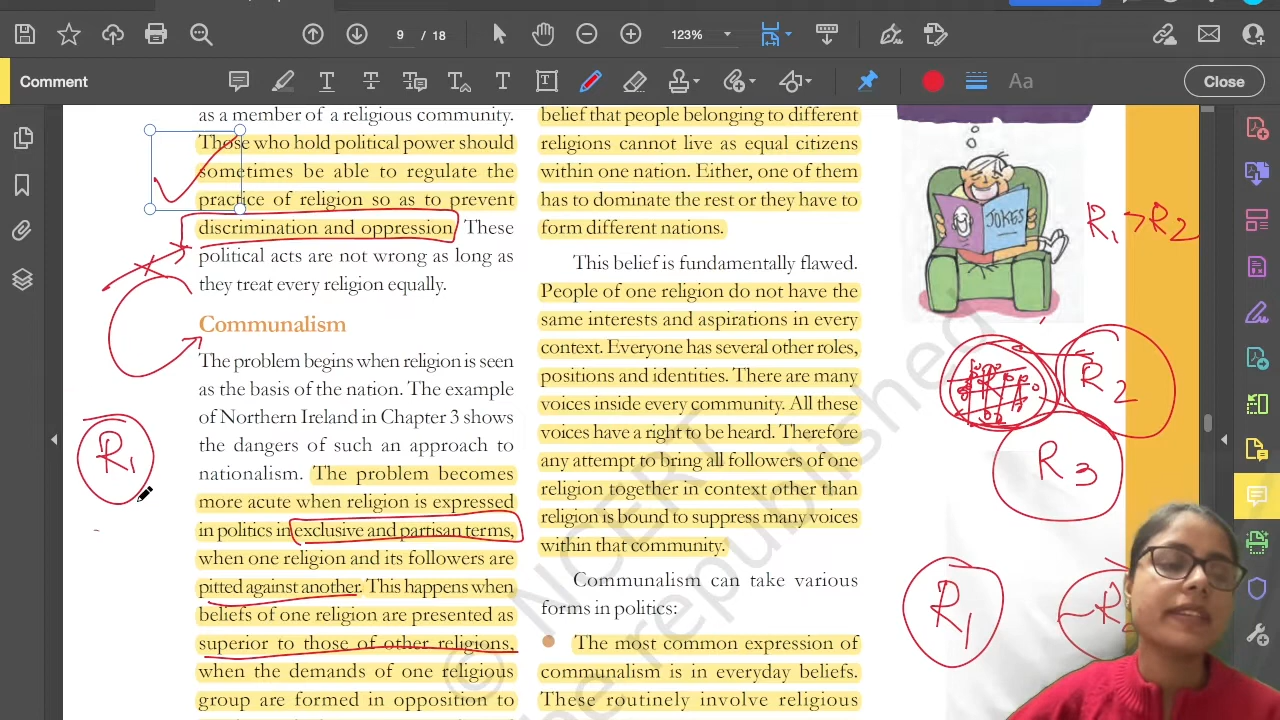 9 / 18
123%
Comment
Aa
Close
as a member of a religious community.
Those who hold political power should
sometimes be able to regulate the
practice of religion so as to prevent
discrimination and oppression. These
political acts are not wrong as long as
they treat every religion equally.
Communalism
The problem begins when religion is seen
as the basis of the nation. The example
of Northern Ireland in Chapter 3 shows
the dangers of such an approach to
nationalism. The problem becomes
more acute when religion is expressed
in politics in exclusive and partisan terms,
when one religion and its followers are
pitted against another. This happens when
beliefs of one religion are presented as
superior to those of other religions,
when the demands of one religious
group are formed in opposition to
R1
belief that people belonging to different
religions cannot live as equal citizens
within one nation. Either, one of them
has to dominate the rest or they have to
form different nations.
This belief is fundamentally flawed.
People of one religion do not have the
same interests and aspirations in every
context. Everyone has several other roles,
positions and identities. There are many
voices inside every community. All these
voices have a right to be heard. Therefore
any attempt to bring all followers of one
religion together in context other than
religion is bound to suppress many voices
within that community.
Communalism can take various
forms in politics:
The most common expression of
communalism is in everyday beliefs.
These routinely involve religious
© NCERT
republished
JOKES
R1 > R2
R2
R3
R1